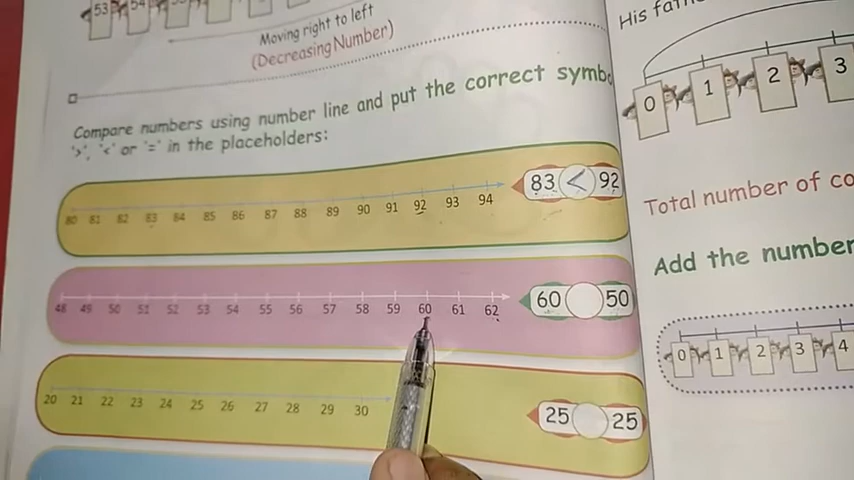 53 54
Moving right to left
(Decreasing Number)
Compare numbers using number line and put the correct symbo
'>', '<' or '=' in the placeholders:
80 81 82 83 84 85 86 87 88 89 90 91 92 93 94
83 < 92
48 49 50 51 52 53 54 55 56 57 58 59 60 61 62
60 50
20 21 22 23 24 25 26 27 28 29 30
25 25
His fath
0 1 2 3
Total number of co
Add the number
0 1 2 3 4